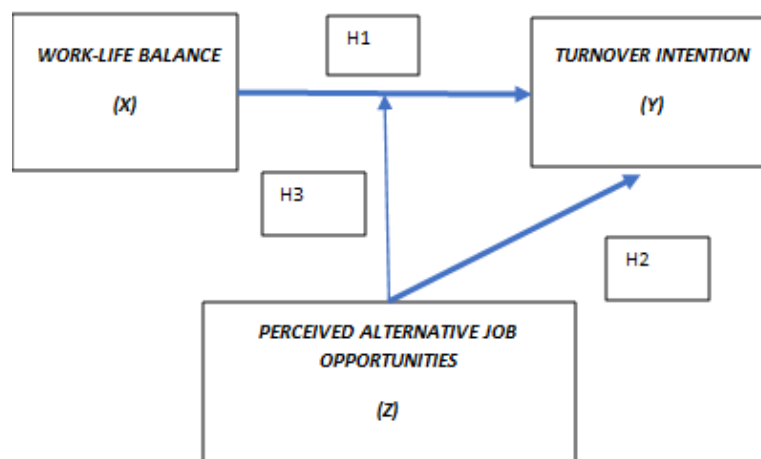 WORK-LIFE BALANCE
(X)
H1
TURNOVER INTENTION
(Y)
H3
H2
PERCEIVED ALTERNATIVE JOB
OPPORTUNITIES
(Z)